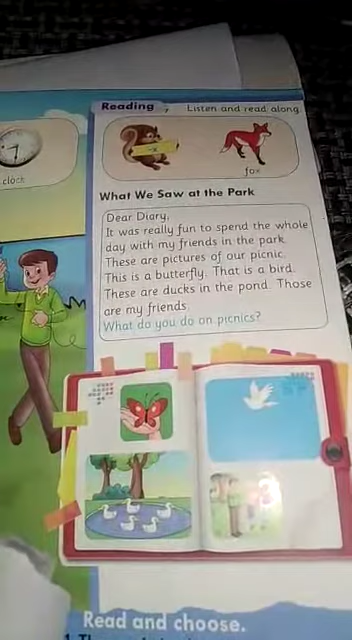 Reading , Listen and read along
clock
fox
What We Saw at the Park
Dear Diary,
It was really fun to spend the whole
day with my friends in the park.
These are pictures of our picnic.
This is a butterfly. That is a bird.
These are ducks in the pond. Those
are my friends.
What do you do on picnics?
Read and choose.